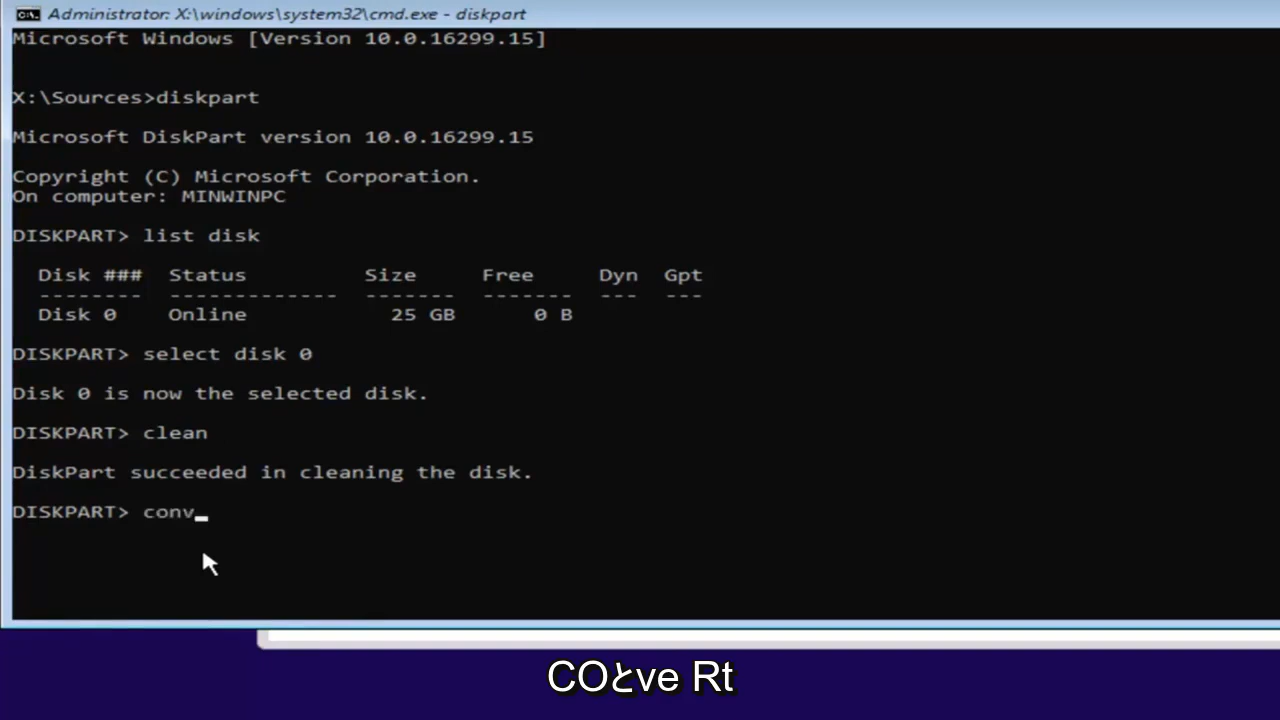 Administrator: X:\windows\system32\cmd.exe - diskpart
Microsoft Windows [Version 10.0.16299.15]
X:\Sources>diskpart
Microsoft DiskPart version 10.0.16299.15
Copyright (C) Microsoft Corporation.
On computer: MINWINPC
DISKPART> list disk
Disk ### Status Size Free Dyn Gpt
-------- ------------- ------- ------- --- ---
Disk 0 Online 25 GB 0 B
DISKPART> select disk 0
Disk 0 is now the selected disk.
DISKPART> clean
DiskPart succeeded in cleaning the disk.
DISKPART> conv_
COとve Rt